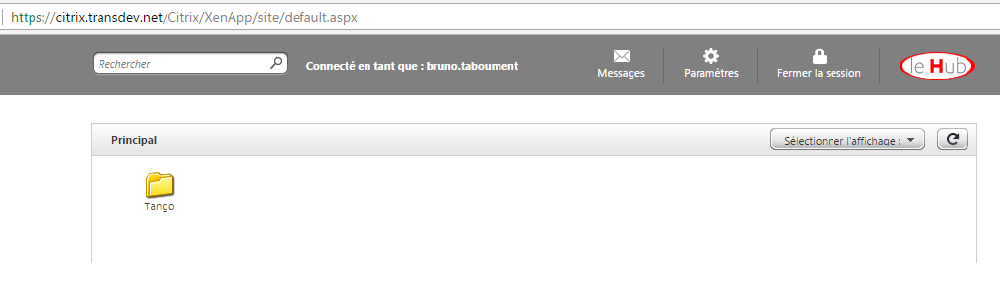 https://citrix.transdev.net/Citrix/XenApp/site/default.aspx
Rechercher
Connecté en tant que : bruno.taboument
Messages
Paramètres
Fermer la session
le Hub
Principal
Sélectionner l'affichage :
Tango